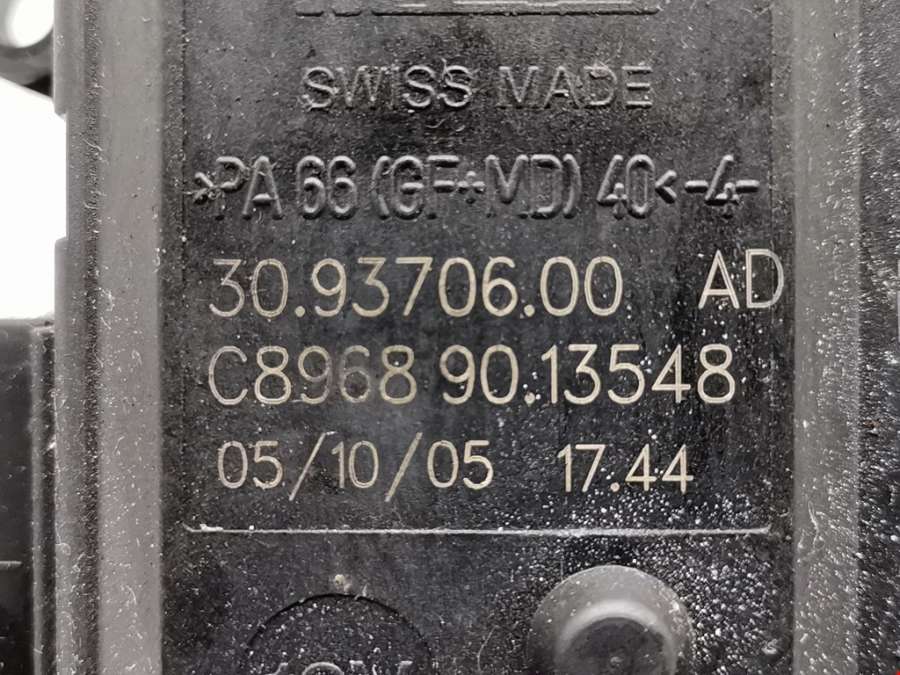 SWISS MADE
>PA 66 (GF+MD) 40< -4-
30.93706.00 AD
C8968 90.13548
05/10/05 17.44